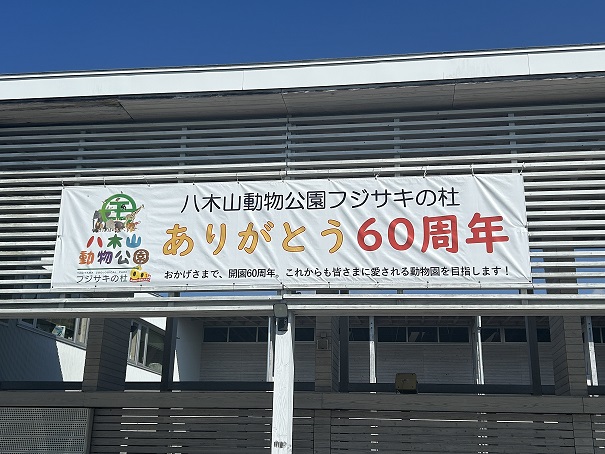 八木山動物公園フジサキの杜
ありがとう60周年
おかげさまで、開園60周年。これからも皆さまに愛される動物園を目指します！
八木山
動物公園
フジサキの杜